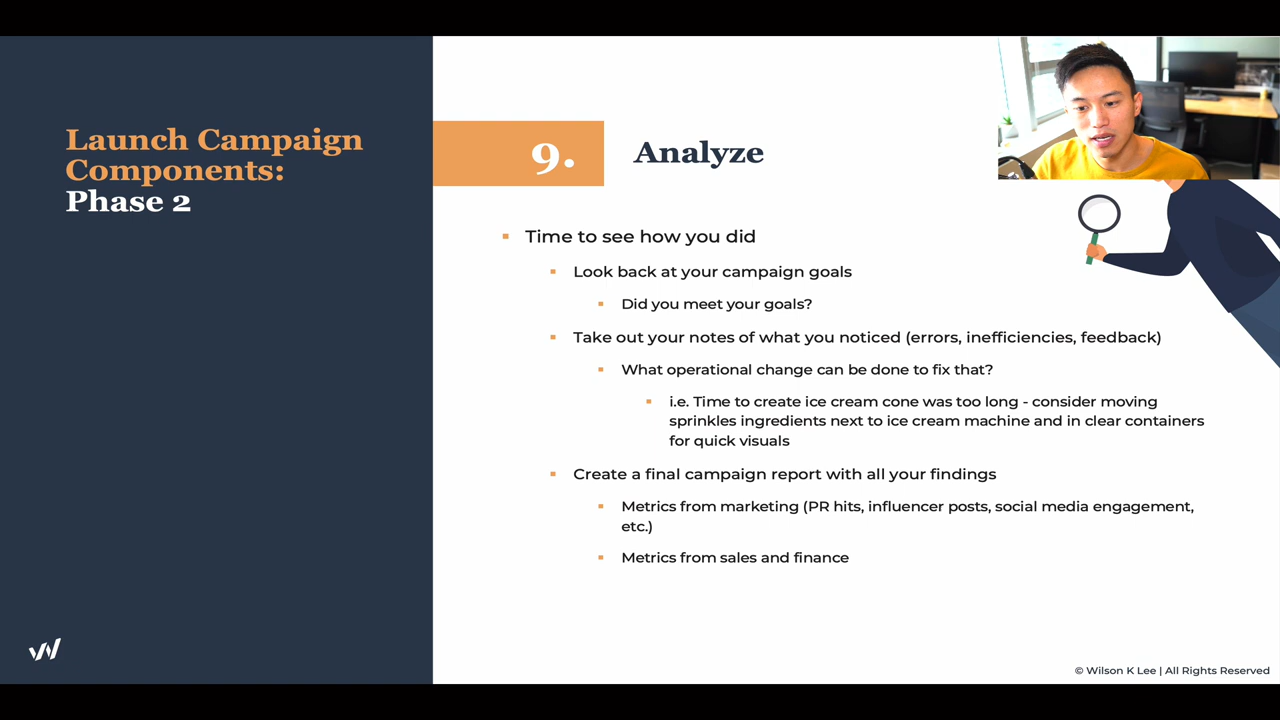 Launch Campaign
Components:
Phase 2
9.
Analyze
Time to see how you did
Look back at your campaign goals
Did you meet your goals?
Take out your notes of what you noticed (errors, inefficiencies, feedback)
What operational change can be done to fix that?
i.e. Time to create ice cream cone was too long - consider moving
sprinkles ingredients next to ice cream machine and in clear containers
for quick visuals
Create a final campaign report with all your findings
Metrics from marketing (PR hits, influencer posts, social media engagement,
etc.)
Metrics from sales and finance
© Wilson K Lee | All Rights Reserved